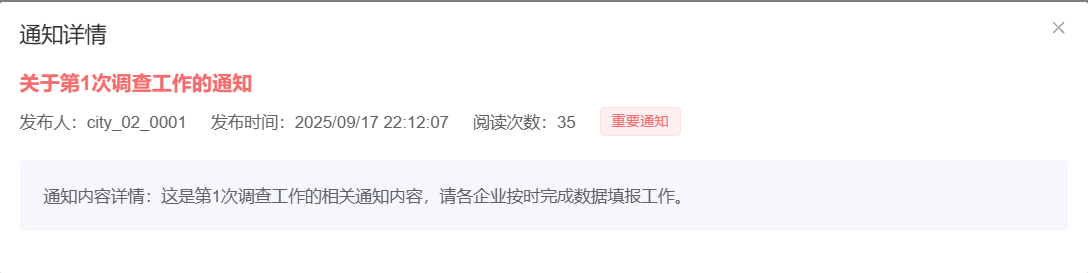 通知详情
关于第1次调查工作的通知
发布人：city_02_0001 发布时间：2025/09/17 22:12:07 阅读次数：35 重要通知
通知内容详情：这是第1次调查工作的相关通知内容，请各企业按时完成数据填报工作。